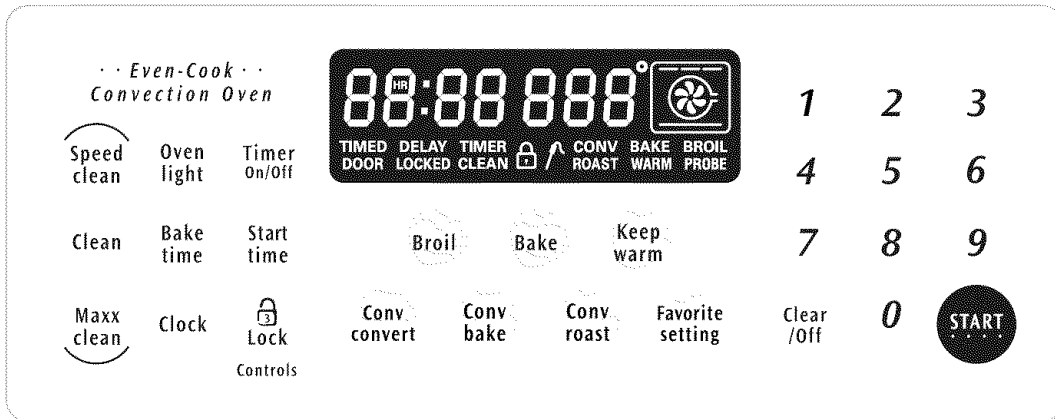 · · Even-Cook · ·
Convection Oven
Speed
clean
Oven
light
Timer
On/Off
Clean
Bake
time
Start
time
Maxx
clean
Clock
3
Lock
Controls
88:88 888°
HR
TIMED DELAY TIMER CONV BAKE BROIL
DOOR LOCKED CLEAN ROAST WARM PROBE
Broil
Bake
Keep
warm
Conv
convert
Conv
bake
Conv
roast
Favorite
setting
1 2 3
4 5 6
7 8 9
Clear
/Off
0
START